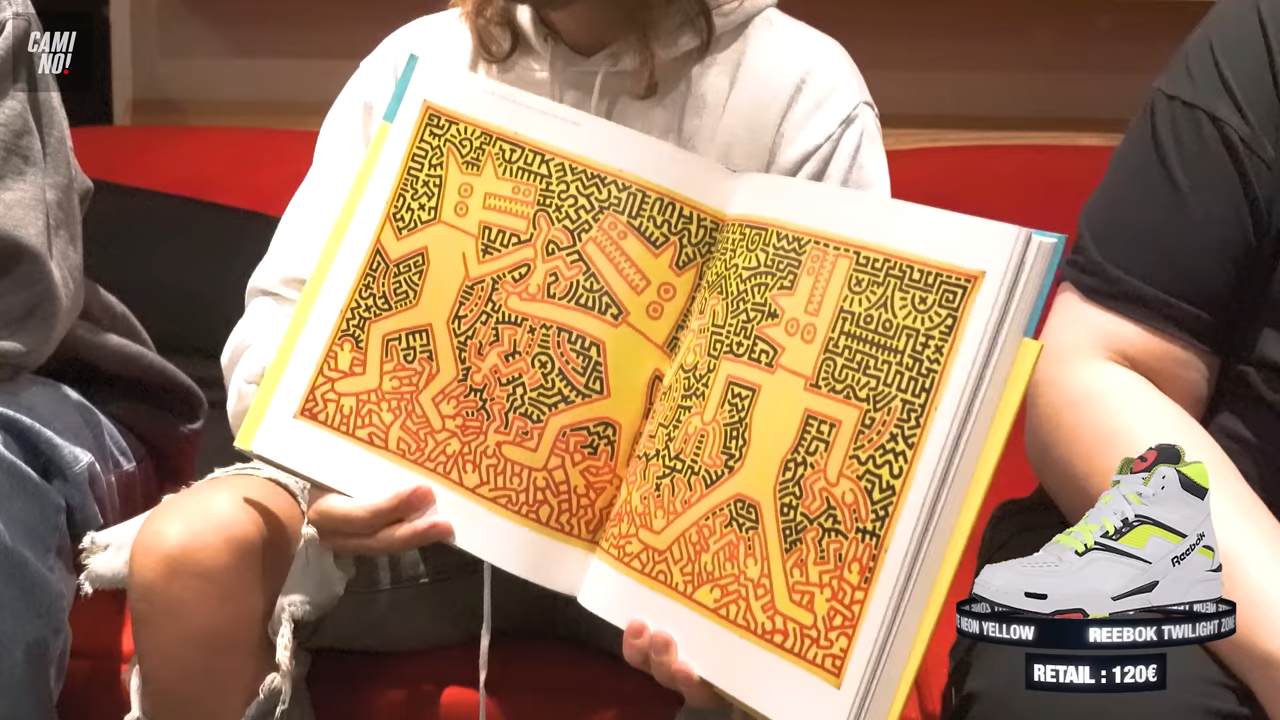 CAMI
NO!
Reebok
NEON YELLOW
REEBOK TWILIGHT ZONE
RETAIL : 120€